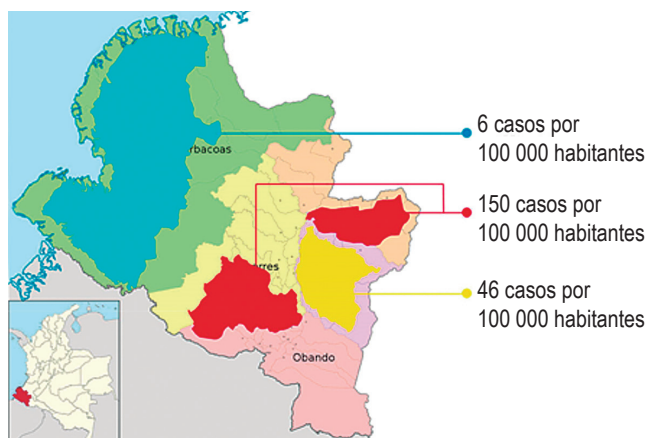 6 casos por
100 000 habitantes
rbacoas
150 casos por
100 000 habitantes
erres
46 casos por
100 000 habitantes
Obando